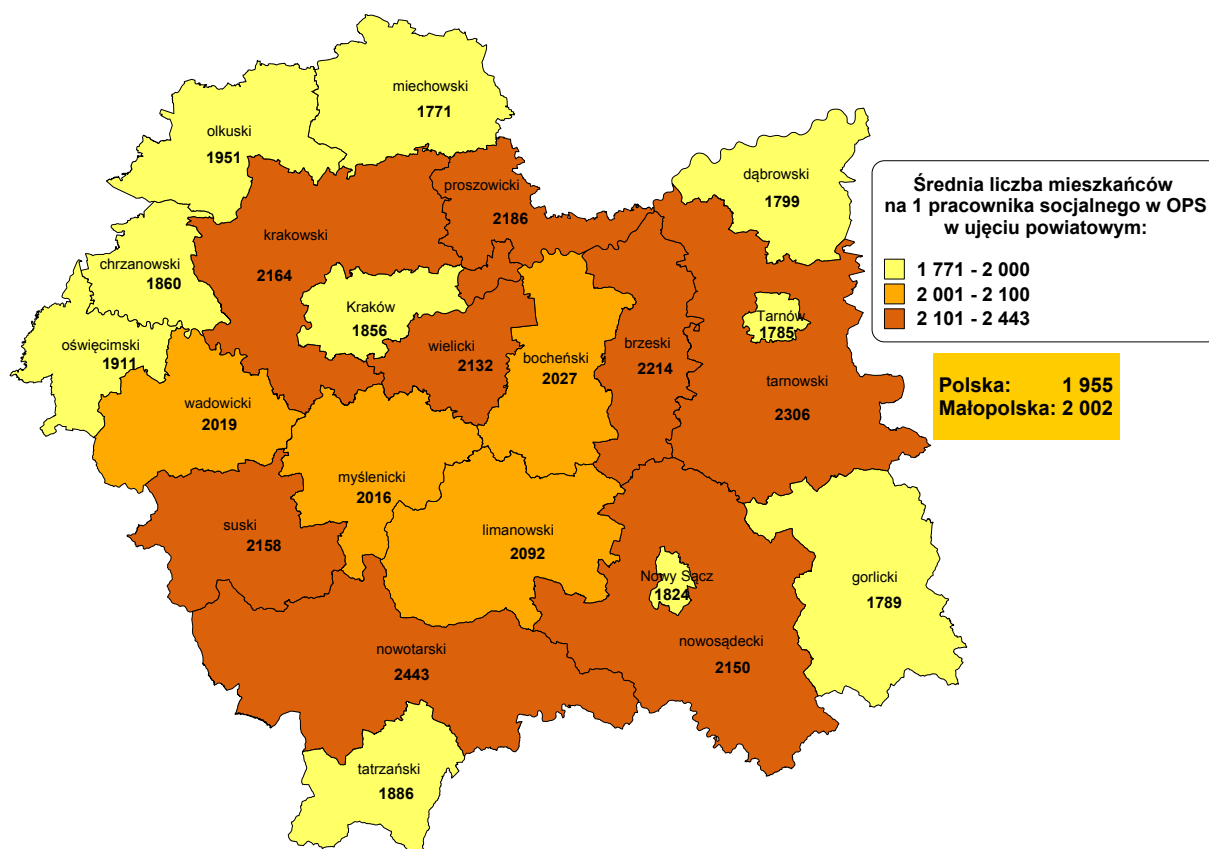 miechowski
1771
olkuski
1951
dąbrowski
1799
proszowicki
2186
krakowski
2164
chrzanowski
1860
Kraków
1856
Tarnów
1785
oświęcimski
1911
wielicki
2132
bocheński
2027
brzeski
2214
tarnowski
2306
wadowicki
2019
myślenicki
2016
suski
2158
limanowski
2092
Nowy Sącz
1824
gorlicki
1789
nowosądecki
2150
nowotarski
2443
tatrzański
1886
Średnia liczba mieszkańców
na 1 pracownika socjalnego w OPS
w ujęciu powiatowym:
1 771 - 2 000
2 001 - 2 100
2 101 - 2 443
Polska: 1 955
Małopolska: 2 002